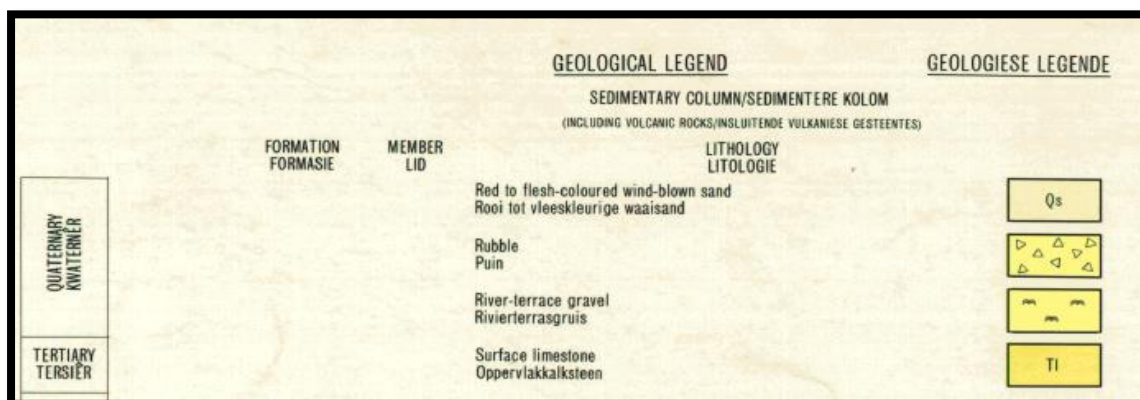 GEOLOGICAL LEGEND
GEOLOGIESE LEGENDE
SEDIMENTARY COLUMN/SEDIMENTERE KOLOM
(INCLUDING VOLCANIC ROCKS/INSLUITENDE VULKANIESE GESTEENTES)
FORMATION
FORMASIE
MEMBER
LID
LITHOLOGY
LITOLOGIE
QUATERNARY
KWATERNÊR
Red to flesh-coloured wind-blown sand
Rooi tot vleeskleurige waaisand
Qs
Rubble
Puin
River-terrace gravel
Rivierterrasgruis
TERTIARY
TERSIÊR
Surface limestone
Oppervlakkalksteen
Tl